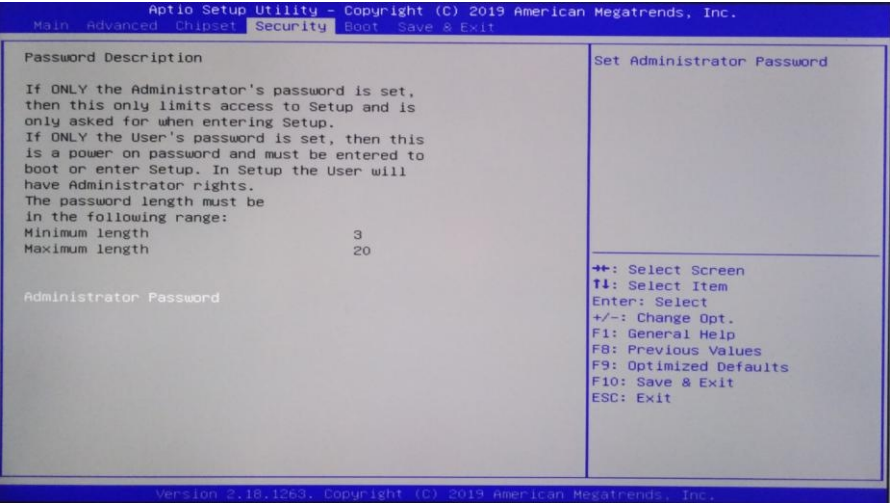 Aptio Setup Utility – Copyright (C) 2019 American Megatrends, Inc.
Main Advanced Chipset Security Boot Save & Exit
Password Description
If ONLY the Administrator's password is set,
then this only limits access to Setup and is
only asked for when entering Setup.
If ONLY the User's password is set, then this
is a power on password and must be entered to
boot or enter Setup. In Setup the User will
have Administrator rights.
The password length must be
in the following range:
Minimum length 3
Maximum length 20
Administrator Password
Set Administrator Password
→←: Select Screen
↑↓: Select Item
Enter: Select
+/-: Change Opt.
F1: General Help
F8: Previous Values
F9: Optimized Defaults
F10: Save & Exit
ESC: Exit
Version 2.18.1263. Copyright (C) 2019 American Megatrends, Inc.